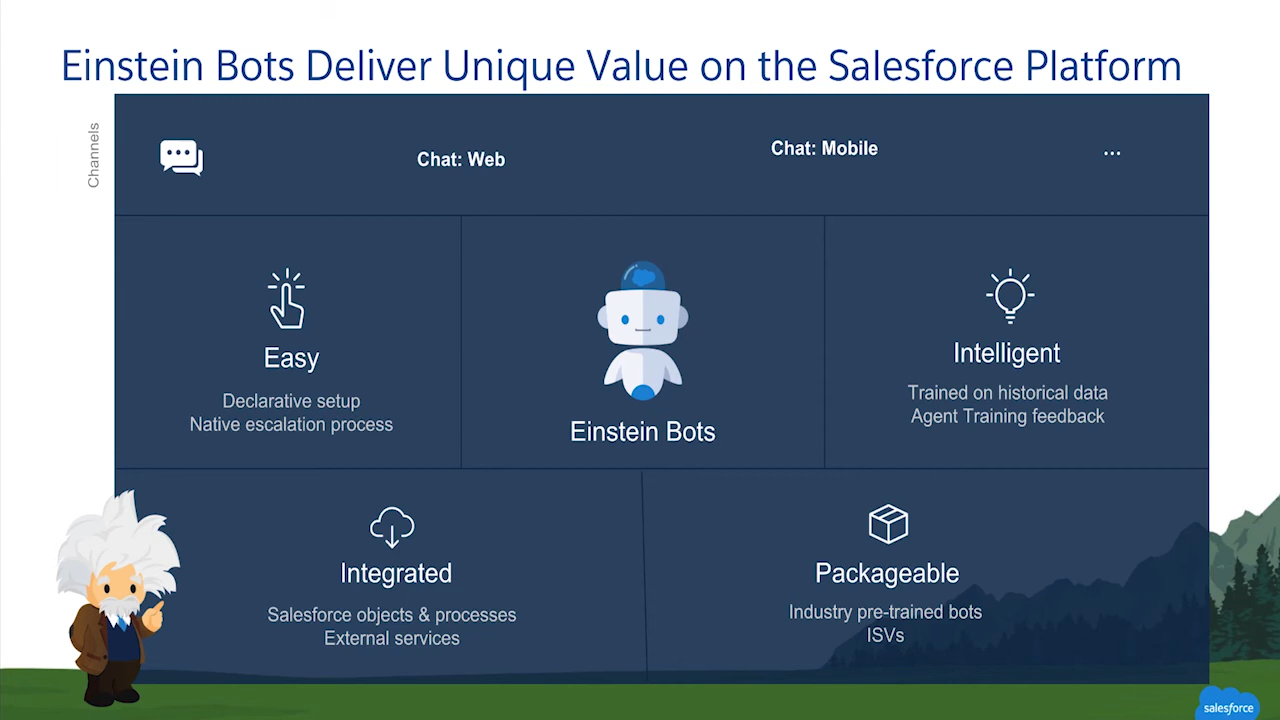 Einstein Bots Deliver Unique Value on the Salesforce Platform
Channels
Chat: Web
Chat: Mobile
...
Easy
Declarative setup
Native escalation process
Einstein Bots
Intelligent
Trained on historical data
Agent Training feedback
Integrated
Salesforce objects & processes
External services
Packageable
Industry pre-trained bots
ISVs
salesforce